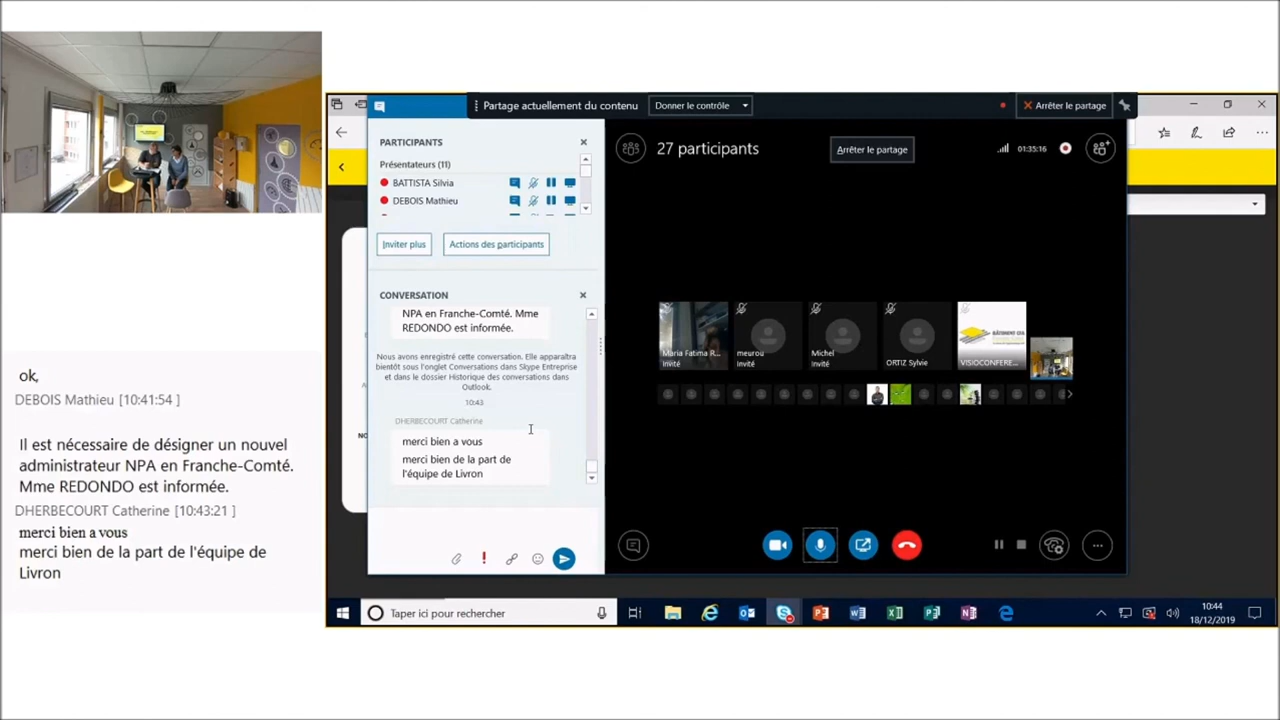 ok,
DEBOIS Mathieu [10:41:54 ]
Il est nécessaire de désigner un nouvel
administrateur NPA en Franche-Comté.
Mme REDONDO est informée.
DHERBECOURT Catherine [10:43:21 ]
merci bien a vous
merci bien de la part de l'équipe de
Livron
Partage actuellement du contenu
Donner le contrôle
Arrêter le partage
PARTICIPANTS
Présentateurs (11)
BATTISTA Silvia
DEBOIS Mathieu
Inviter plus
Actions des participants
CONVERSATION
NPA en Franche-Comté. Mme
REDONDO est informée.
Nous avons enregistré cette conversation. Elle apparaîtra
bientôt sous l'onglet Conversations dans Skype Entreprise
et dans le dossier Historique des conversations dans
Outlook.
10:43
DHERBECOURT Catherine
merci bien a vous
merci bien de la part de
l'équipe de Livron
27 participants
Arrêter le partage
01:35:16
Maria Fatima R...
Invité
meurou
Invité
Michel
Invité
ORTIZ Sylvie
VISIOCONFERE...
NO
Taper ici pour rechercher
10:44
18/12/2019